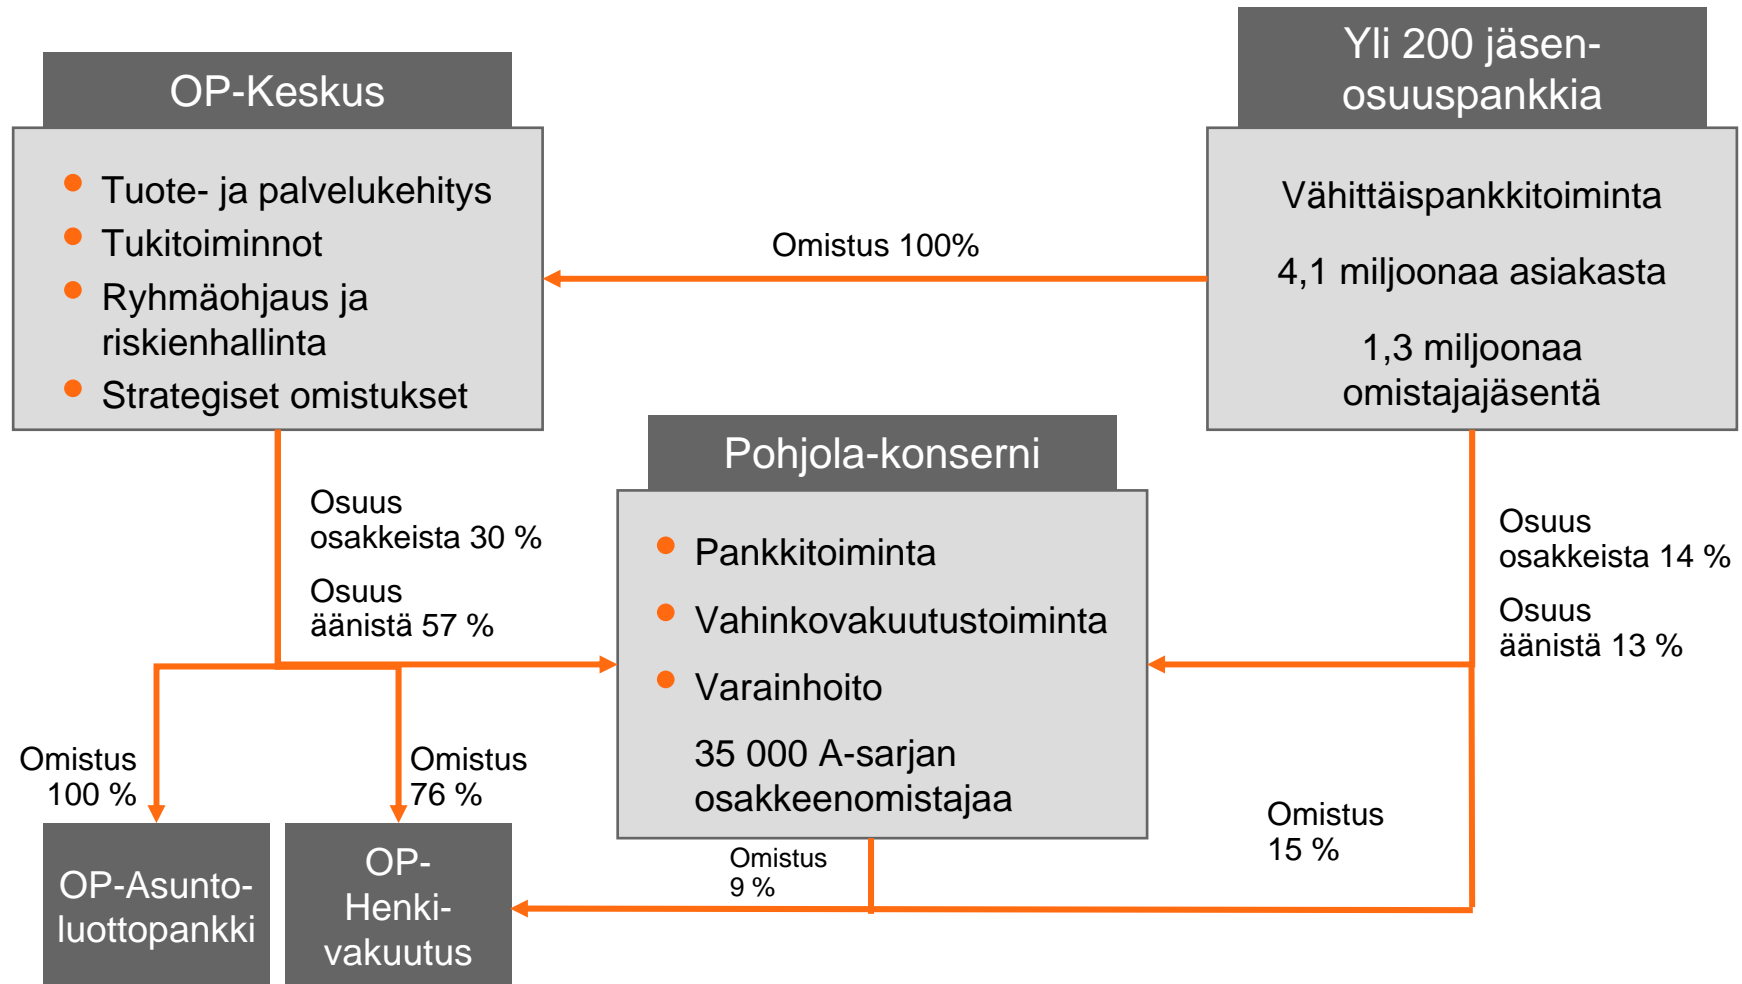 OP-Keskus
Tuote- ja palvelukehitys
Tukitoiminnot
Ryhmäohjaus ja
riskienhallinta
Strategiset omistukset
Omistus 100%
Yli 200 jäsen-
osuuspankkia
Vähittäispankkitoiminta
4,1 miljoonaa asiakasta
1,3 miljoonaa
omistajajäsentä
Osuus
osakkeista 30 %
Osuus
äänistä 57 %
Pohjola-konserni
Pankkitoiminta
Vahinkovakuutustoiminta
Varainhoito
35 000 A-sarjan
osakkeenomistajaa
Osuus
osakkeista 14 %
Osuus
äänistä 13 %
Omistus
100 %
Omistus
76 %
Omistus
9 %
Omistus
15 %
OP-Asunto-
luottopankki
OP-
Henki-
vakuutus